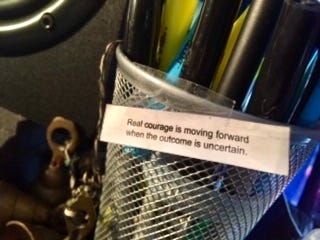 Real courage is moving forward
when the outcome is uncertain.